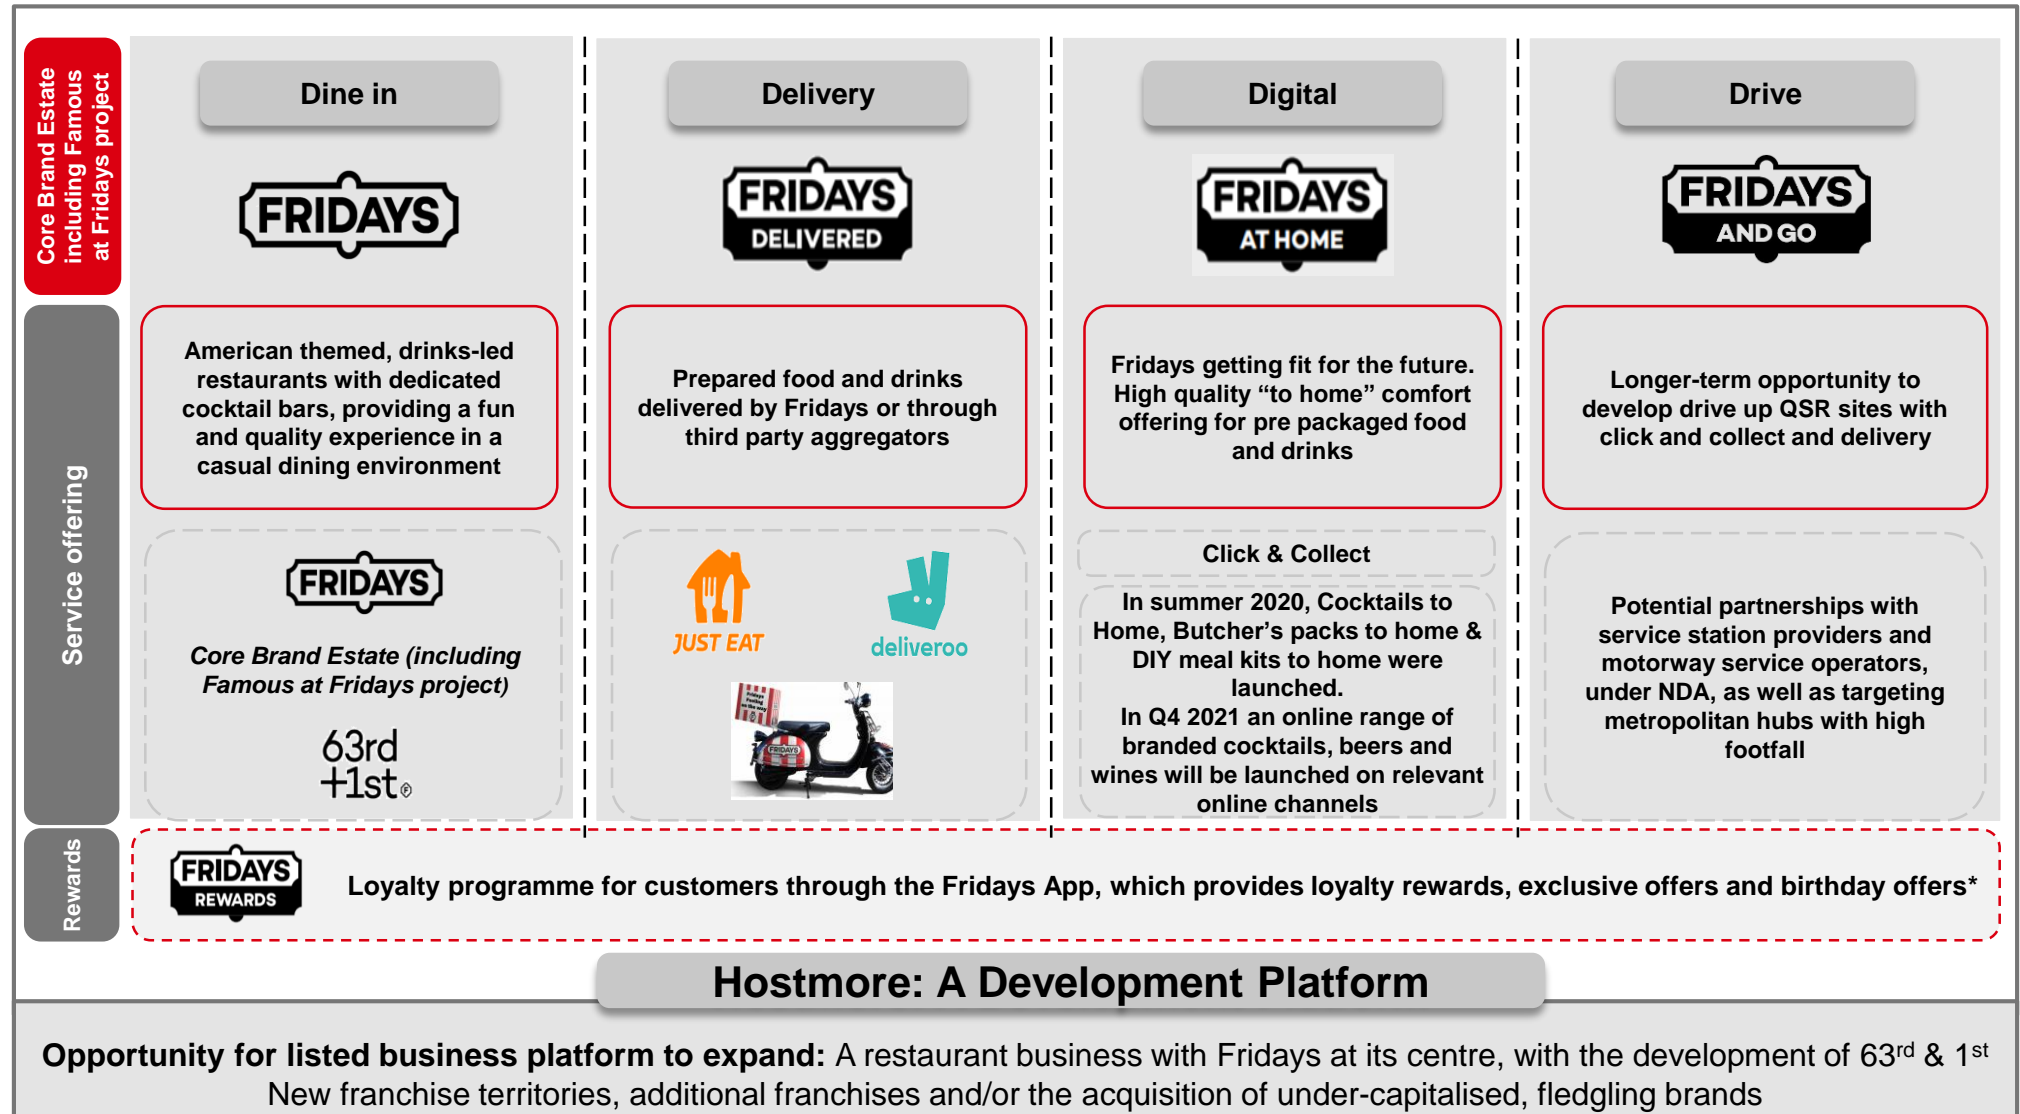 Core Brand Estate
including Famous
at Fridays project
Dine in
FRIDAYS
Delivery
FRIDAYS
DELIVERED
Digital
FRIDAYS
AT HOME
Drive
FRIDAYS
AND GO
Service offering
American themed, drinks-led
restaurants with dedicated
cocktail bars, providing a fun
and quality experience in a
casual dining environment
Prepared food and drinks
delivered by Fridays or through
third party aggregators
Fridays getting fit for the future.
High quality “to home” comfort
offering for pre packaged food
and drinks
Longer-term opportunity to
develop drive up QSR sites with
click and collect and delivery
FRIDAYS
Core Brand Estate (including
Famous at Fridays project)
63rd
+1st
JUST EAT
deliveroo
Fridays
Feeling
on the way
FRIDAYS
Click & Collect
In summer 2020, Cocktails to
Home, Butcher’s packs to home &
DIY meal kits to home were
launched.
In Q4 2021 an online range of
branded cocktails, beers and
wines will be launched on relevant
online channels
Potential partnerships with
service station providers and
motorway service operators,
under NDA, as well as targeting
metropolitan hubs with high
footfall
Rewards
FRIDAYS
REWARDS
Loyalty programme for customers through the Fridays App, which provides loyalty rewards, exclusive offers and birthday offers*
Hostmore: A Development Platform
Opportunity for listed business platform to expand: A restaurant business with Fridays at its centre, with the development of 63rd & 1st
New franchise territories, additional franchises and/or the acquisition of under-capitalised, fledgling brands